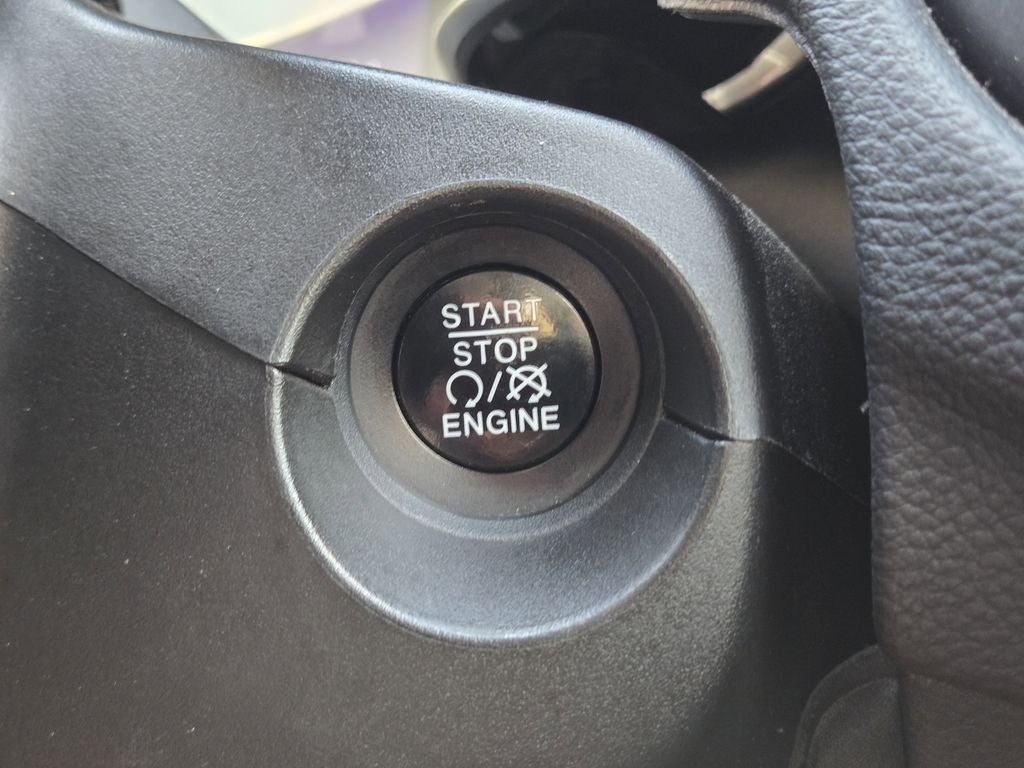 START
STOP
/
ENGINE